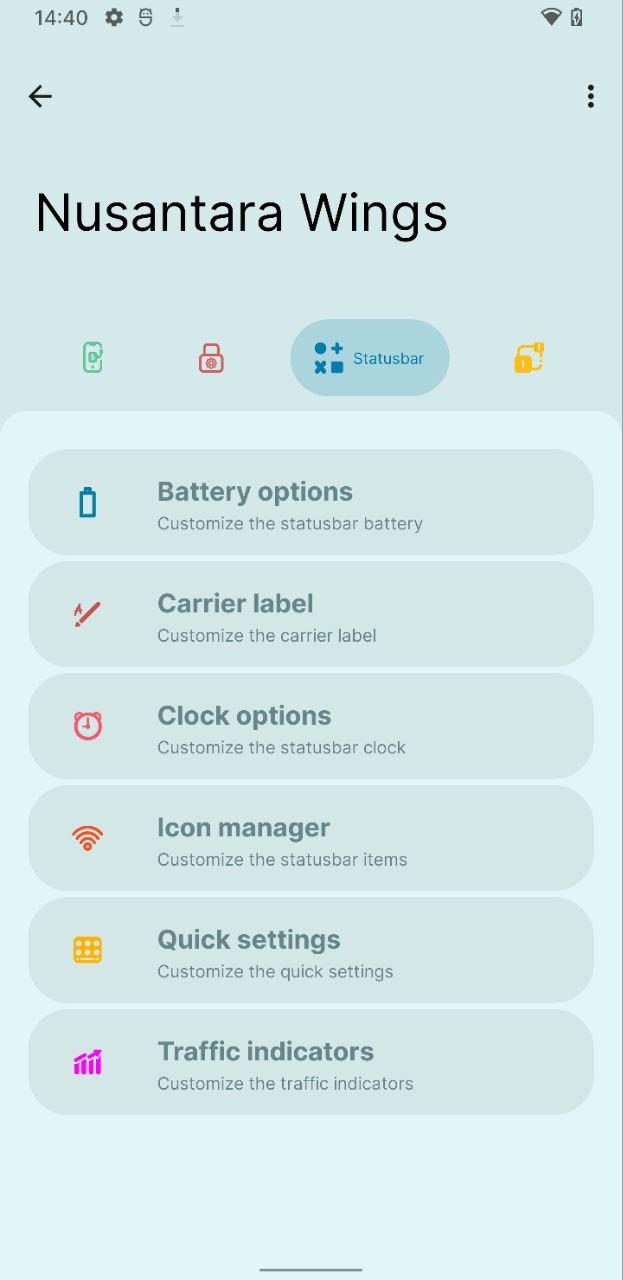 14:40
Nusantara Wings
Statusbar
Battery options
Customize the statusbar battery
Carrier label
Customize the carrier label
Clock options
Customize the statusbar clock
Icon manager
Customize the statusbar items
Quick settings
Customize the quick settings
Traffic indicators
Customize the traffic indicators